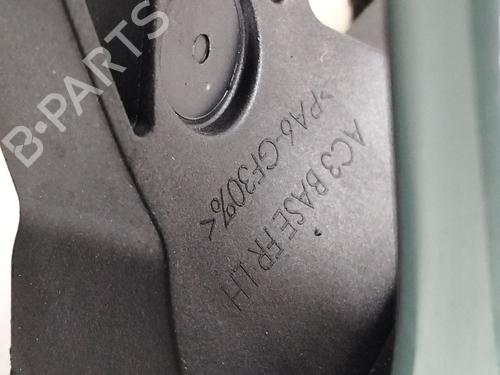 B-PARTS
>PA6-GF30%<
AC3 BASE FR LH